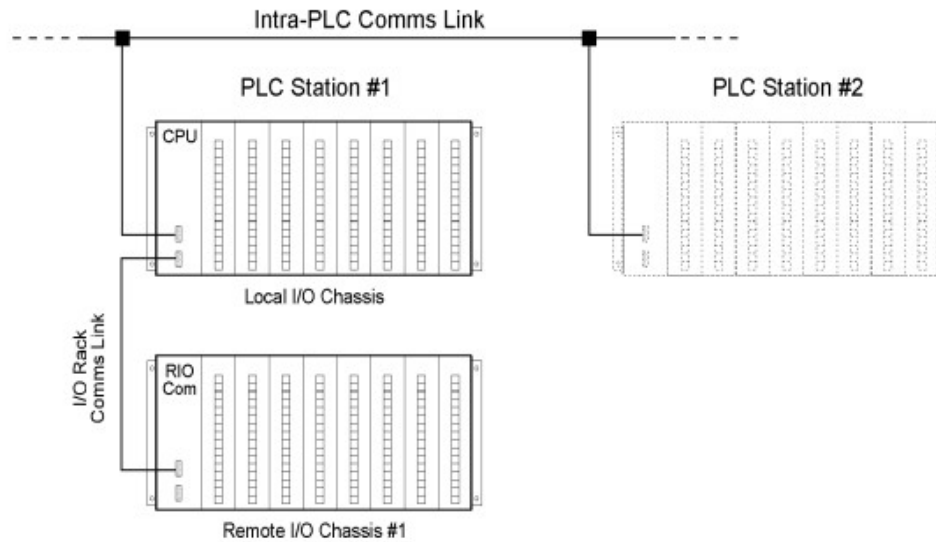 Intra-PLC Comms Link
PLC Station #1
PLC Station #2
CPU
Local I/O Chassis
I/O Rack
Comms Link
RIO
Com
Remote I/O Chassis #1